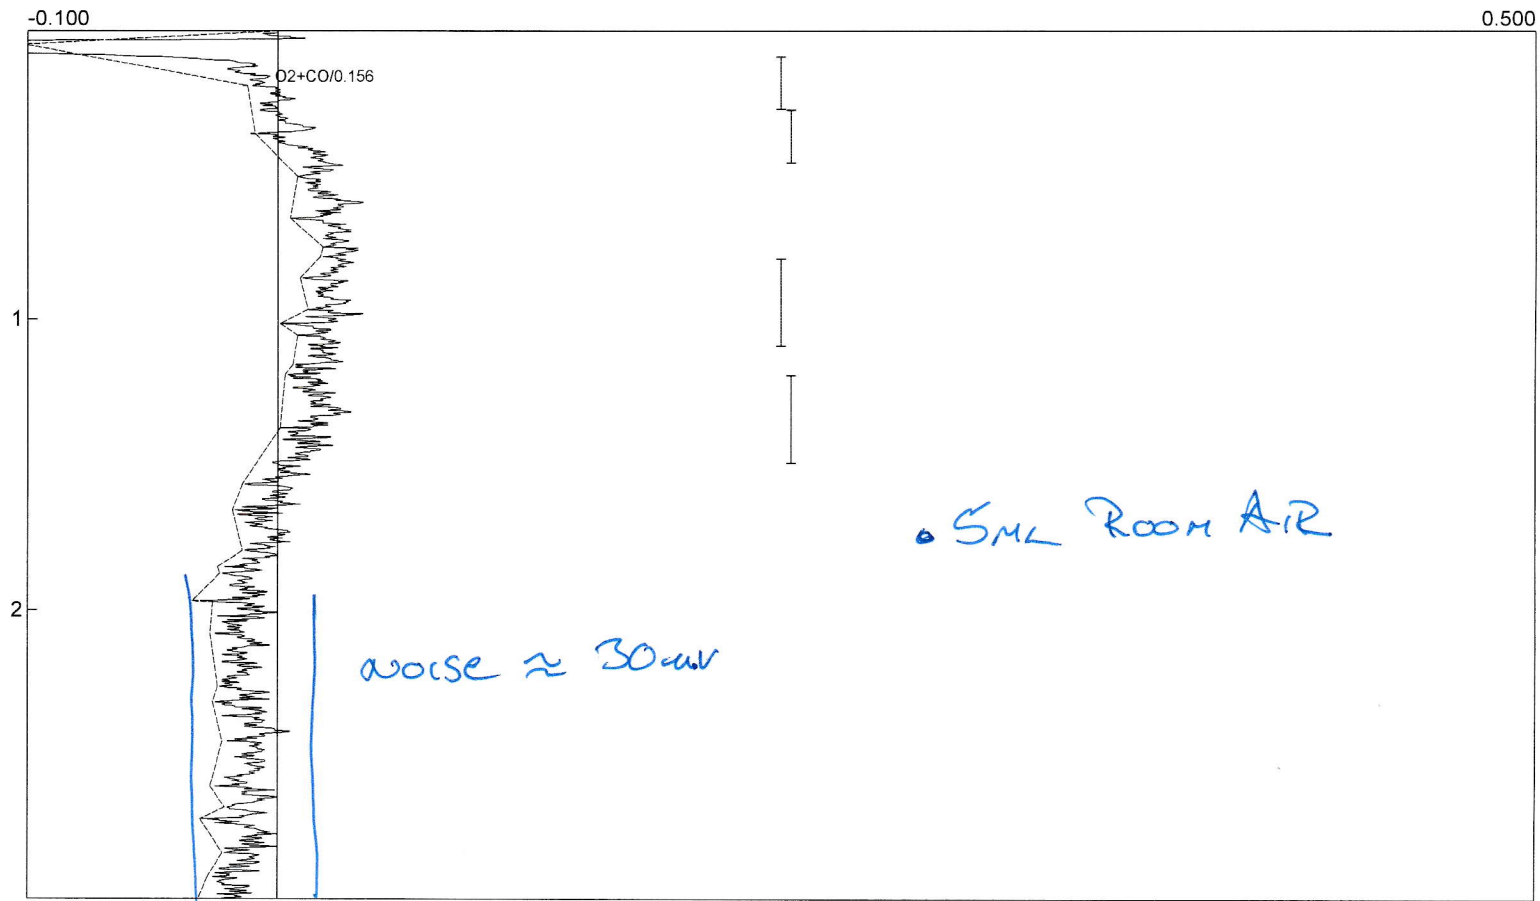 -0.100 0.500
O2+CO/0.156
1
• 5ML ROOM AIR
2
NOISE ≈ 30mV